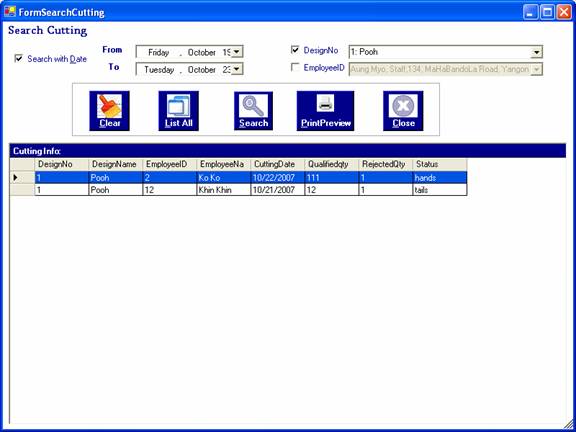 FormSearchCutting
Search Cutting
Search with Date
From
Friday , October 19
To
Tuesday , October 23
DesignNo
1: Pooh
EmployeeID
Aung Myo, Staff,134, MaHaBandoLa Road, Yangon
Clear
List All
Search
PrintPreview
Close
Cutting Info:
DesignNo DesignName EmployeeID EmployeeNa CuttingDate Qualifiedqty RejectedQty Status
1 Pooh 2 Ko Ko 10/22/2007 111 1 hands
1 Pooh 12 Khin Khin 10/21/2007 12 1 tails